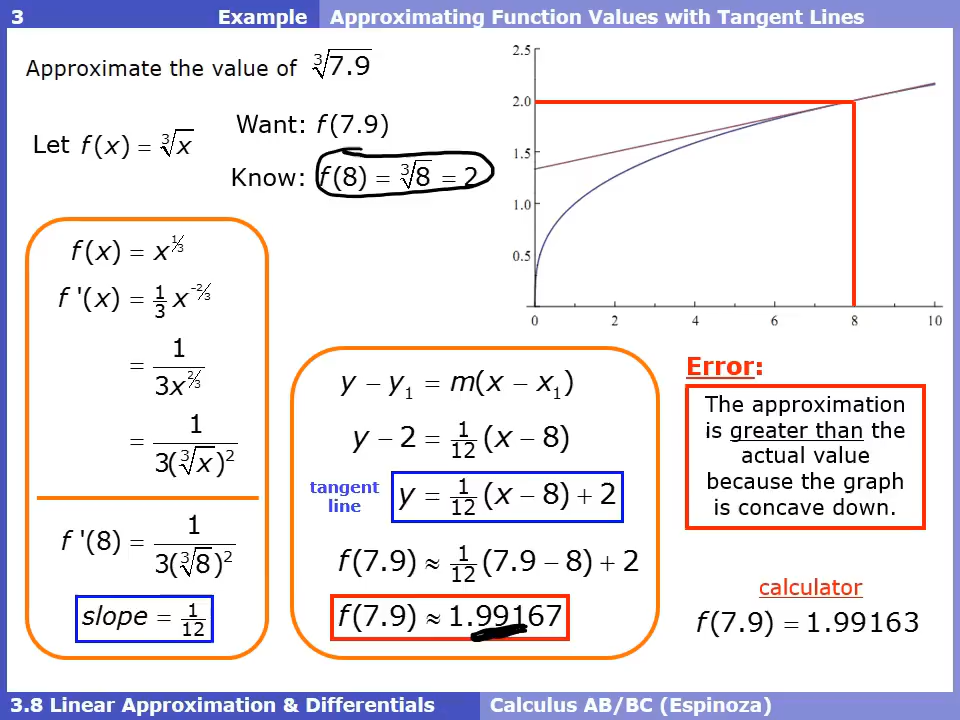 3 Example Approximating Function Values with Tangent Lines
Approximate the value of ∛7.9
Let f(x) = ∛x
Want: f(7.9)
Know: f(8) = ∛8 = 2
f(x) = x^⅓
f '(x) = 1/3 x^-⅔
= 1/(3x^⅔)
= 1/(3(∛x)²)
f '(8) = 1/(3(∛8)²)
slope = 1/12
y − y₁ = m(x − x₁)
y − 2 = 1/12 (x − 8)
tangent
line
y = 1/12 (x − 8) + 2
f(7.9) ≈ 1/12 (7.9 − 8) + 2
f(7.9) ≈ 1.99167
2.5
2.0
1.5
1.0
0.5
0 2 4 6 8 10
Error:
The approximation
is greater than the
actual value
because the graph
is concave down.
calculator
f(7.9) = 1.99163
3.8 Linear Approximation & Differentials Calculus AB/BC (Espinoza)